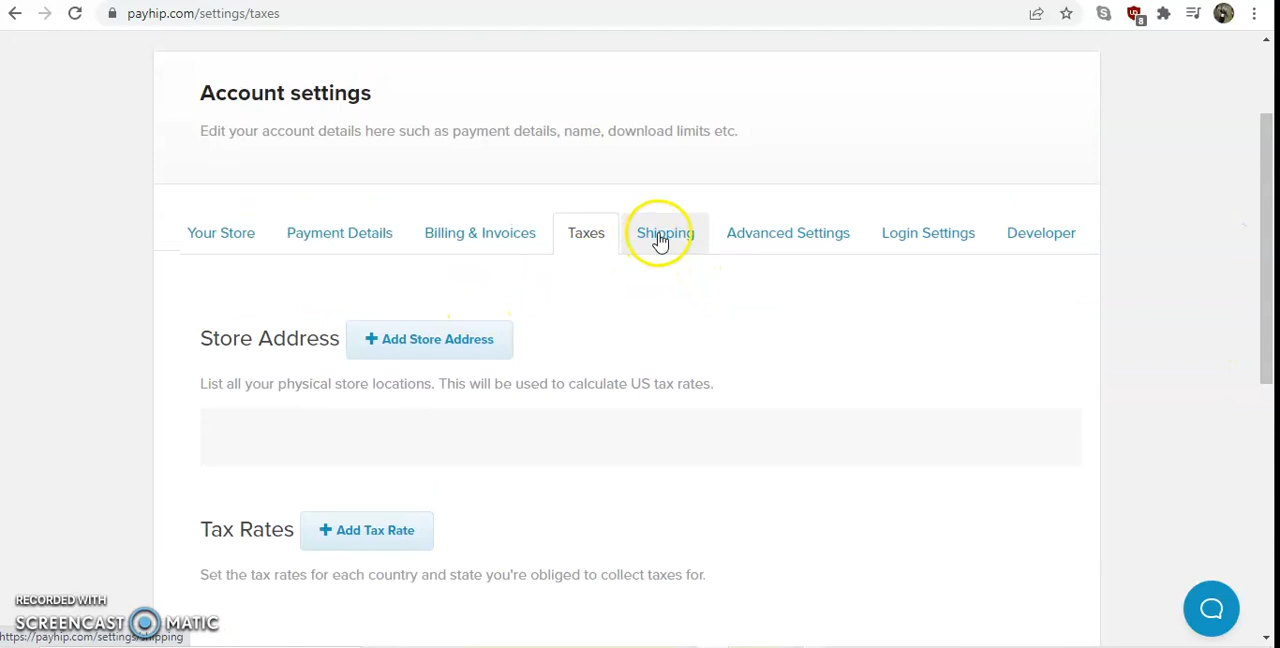 payhip.com/settings/taxes
8
Account settings
Edit your account details here such as payment details, name, download limits etc.
Your Store Payment Details Billing & Invoices Taxes Shipping Advanced Settings Login Settings Developer
Store Address + Add Store Address
List all your physical store locations. This will be used to calculate US tax rates.
Tax Rates + Add Tax Rate
Set the tax rates for each country and state you're obliged to collect taxes for.
RECORDED WITH
SCREENCAST MATIC
https://payhip.com/settings/shipping